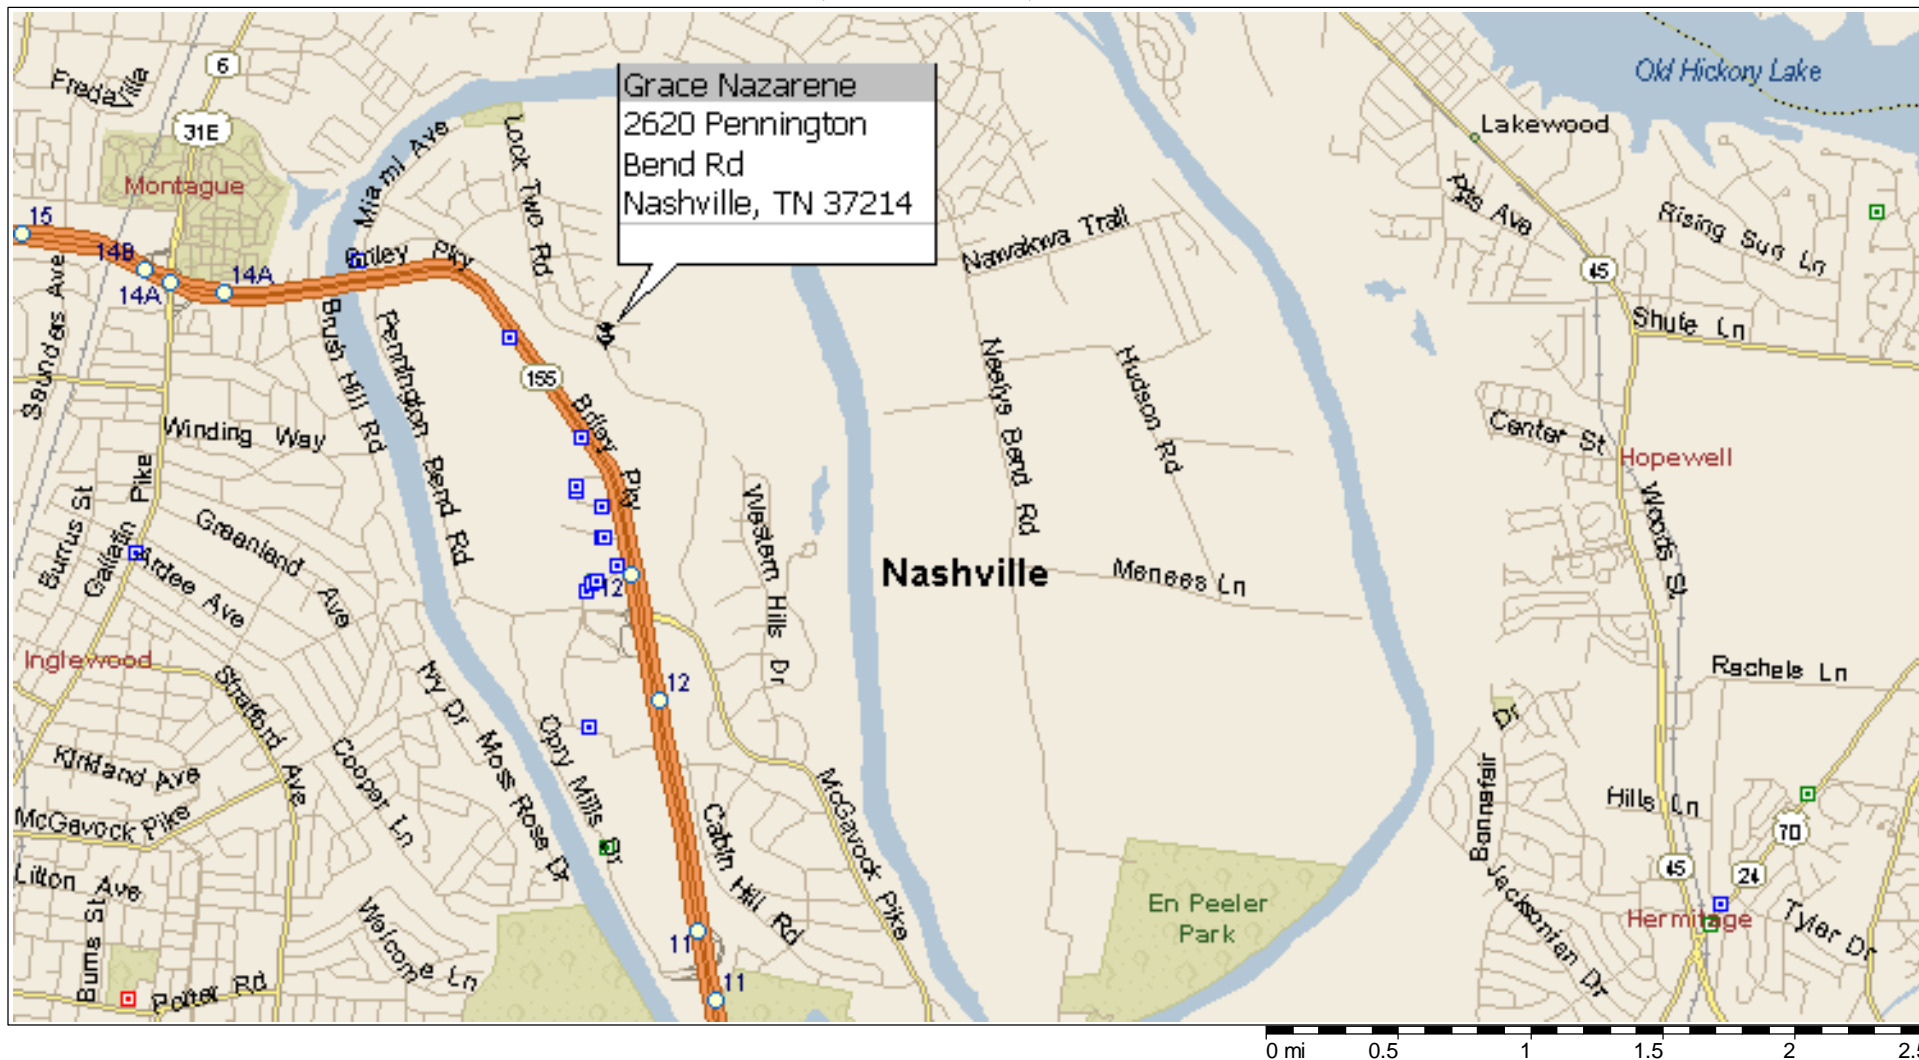 Fredavilla
6
31E
Montague
15
14B
14A
14A
Saunders Ave
Miami Ave
Lock Two Rd
Briley Pky
Grace Nazarene
2620 Pennington
Bend Rd
Nashville, TN 37214
Old Hickory Lake
Lakewood
Pitts Ave
Rising Sun Ln
45
Shute Ln
Nawakwa Trail
Neelys Bend Rd
Hudson Rd
Brush Hill Rd
Pennington Bend Rd
155
Briley Pky
Winding Way
Gallatin Pike
Burrus St
Greenland Ave
Ardee Ave
Inglewood
Center St
Hopewell
Woods St
Western Hills Dr
Nashville
Menees Ln
12
12
Rachels Ln
Stratford Ave
Ivy Dr
Moss Rose Dr
Cooper Ln
Opry Mills Dr
Kirkland Ave
McGavock Pike
Litton Ave
Burns St
Potter Rd
Welcome Ln
Cabin Hill Rd
McGavock Pike
11
11
En Peeler
Park
Dr
Bonnafair
Jacksonian Dr
Hills Ln
70
45
24
Hermitage
Tyler Dr
0 mi 0.5 1 1.5 2 2.5